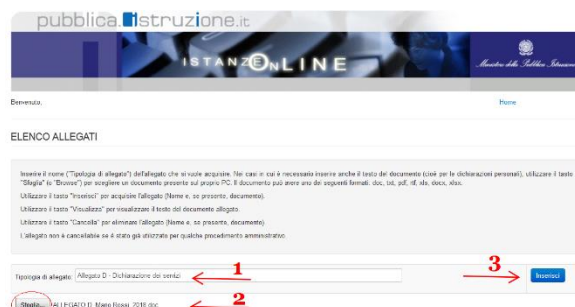 pubblica.istruzione.it
ISTANZE ONLINE
Ministero della Pubblica Istruzione
Benvenuto,
Home
ELENCO ALLEGATI
Inserire il nome ("Tipologia di allegato") dell'allegato che si vuole acquisire. Nei casi in cui è necessario inserire anche il testo del documento (cioè per le dichiarazioni personali), utilizzare il tasto
"Sfoglia" (o "Browse") per scegliere un documento presente sul proprio PC. Il documento può avere uno dei seguenti formati: doc, txt, pdf, rtf, xls, docx, xlsx.
Utilizzare il tasto "Inserisci" per acquisire l'allegato (Nome e, se presente, documento).
Utilizzare il tasto "Visualizza" per visualizzare il testo del documento allegato.
Utilizzare il tasto "Cancella" per eliminare l'allegato (Nome e, se presente, documento).
L'allegato non è cancellabile se è stato già utilizzato per qualche procedimento amministrativo.
Tipologia di allegato: Allegato D - Dichiarazione dei servizi 1 3 Inserisci
Sfoglia... ALLEGATO D_Mario Rossi_2018.doc 2